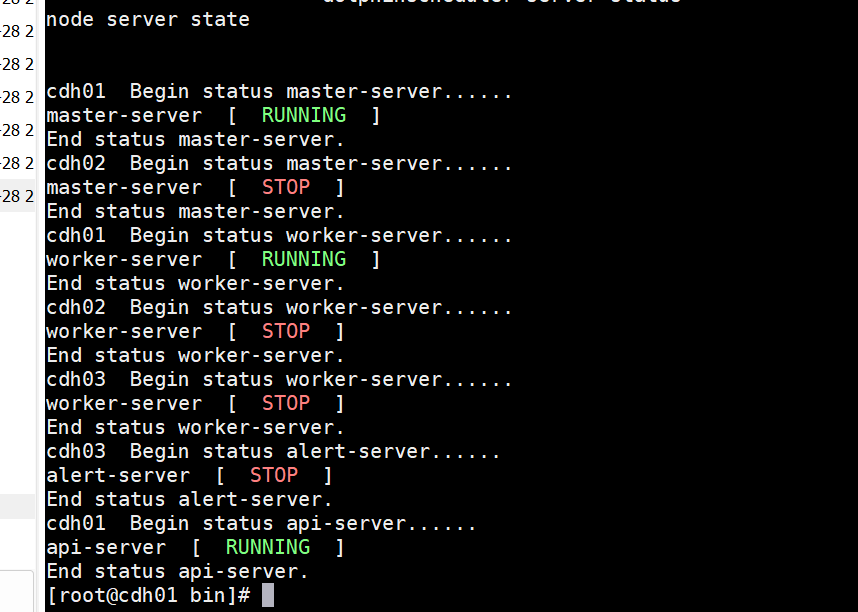 node server state
cdh01  Begin status master-server......
master-server  [  RUNNING  ]
End status master-server.
cdh02  Begin status master-server......
master-server  [  STOP  ]
End status master-server.
cdh01  Begin status worker-server......
worker-server  [  RUNNING  ]
End status worker-server.
cdh02  Begin status worker-server......
worker-server  [  STOP  ]
End status worker-server.
cdh03  Begin status worker-server......
worker-server  [  STOP  ]
End status worker-server.
cdh03  Begin status alert-server......
alert-server  [  STOP  ]
End status alert-server.
cdh01  Begin status api-server......
api-server  [  RUNNING  ]
End status api-server.
[root@cdh01 bin]#
-28 2
-28 2
-28 2
-28 2
-28 2
-28 2